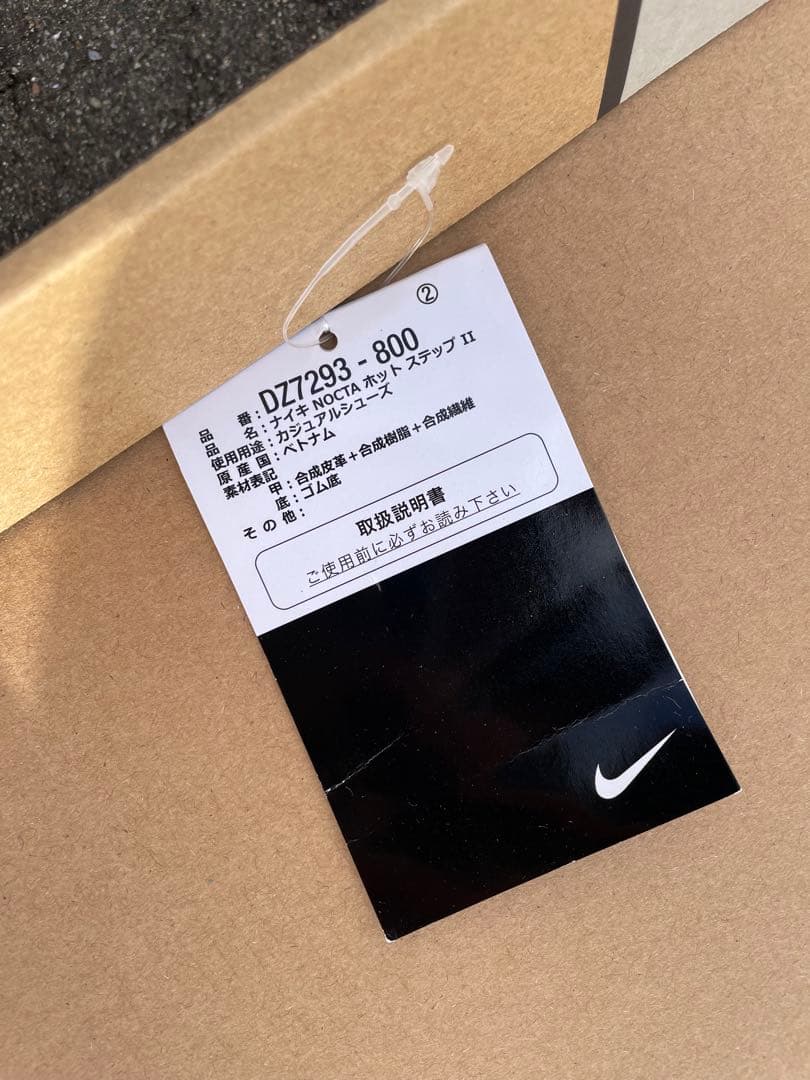 ②
品番：DZ7293 - 800
品名：ナイキ NOCTA ホット ステップ II
使用用途：カジュアルシューズ
原産国：ベトナム
素材表記
甲：合成皮革＋合成樹脂＋合成繊維
底：ゴム底
その他：
取扱説明書
ご使用前に必ずお読み下さい